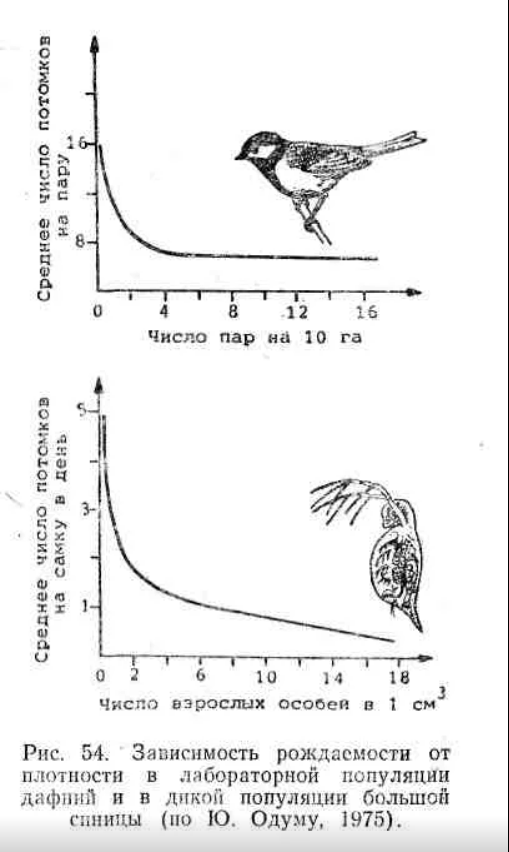 Среднее число потомков
на пару
16
8
0 4 8 12 16
Число пар на 10 га
Среднее число потомков
на самку в день
5
3
1
0 2 6 10 14 18
Число взрослых особей в 1 см³
Рис. 54. Зависимость рождаемости от
плотности в лабораторной популяции
дафний и в дикой популяции большой
синицы (по Ю. Одуму, 1975).